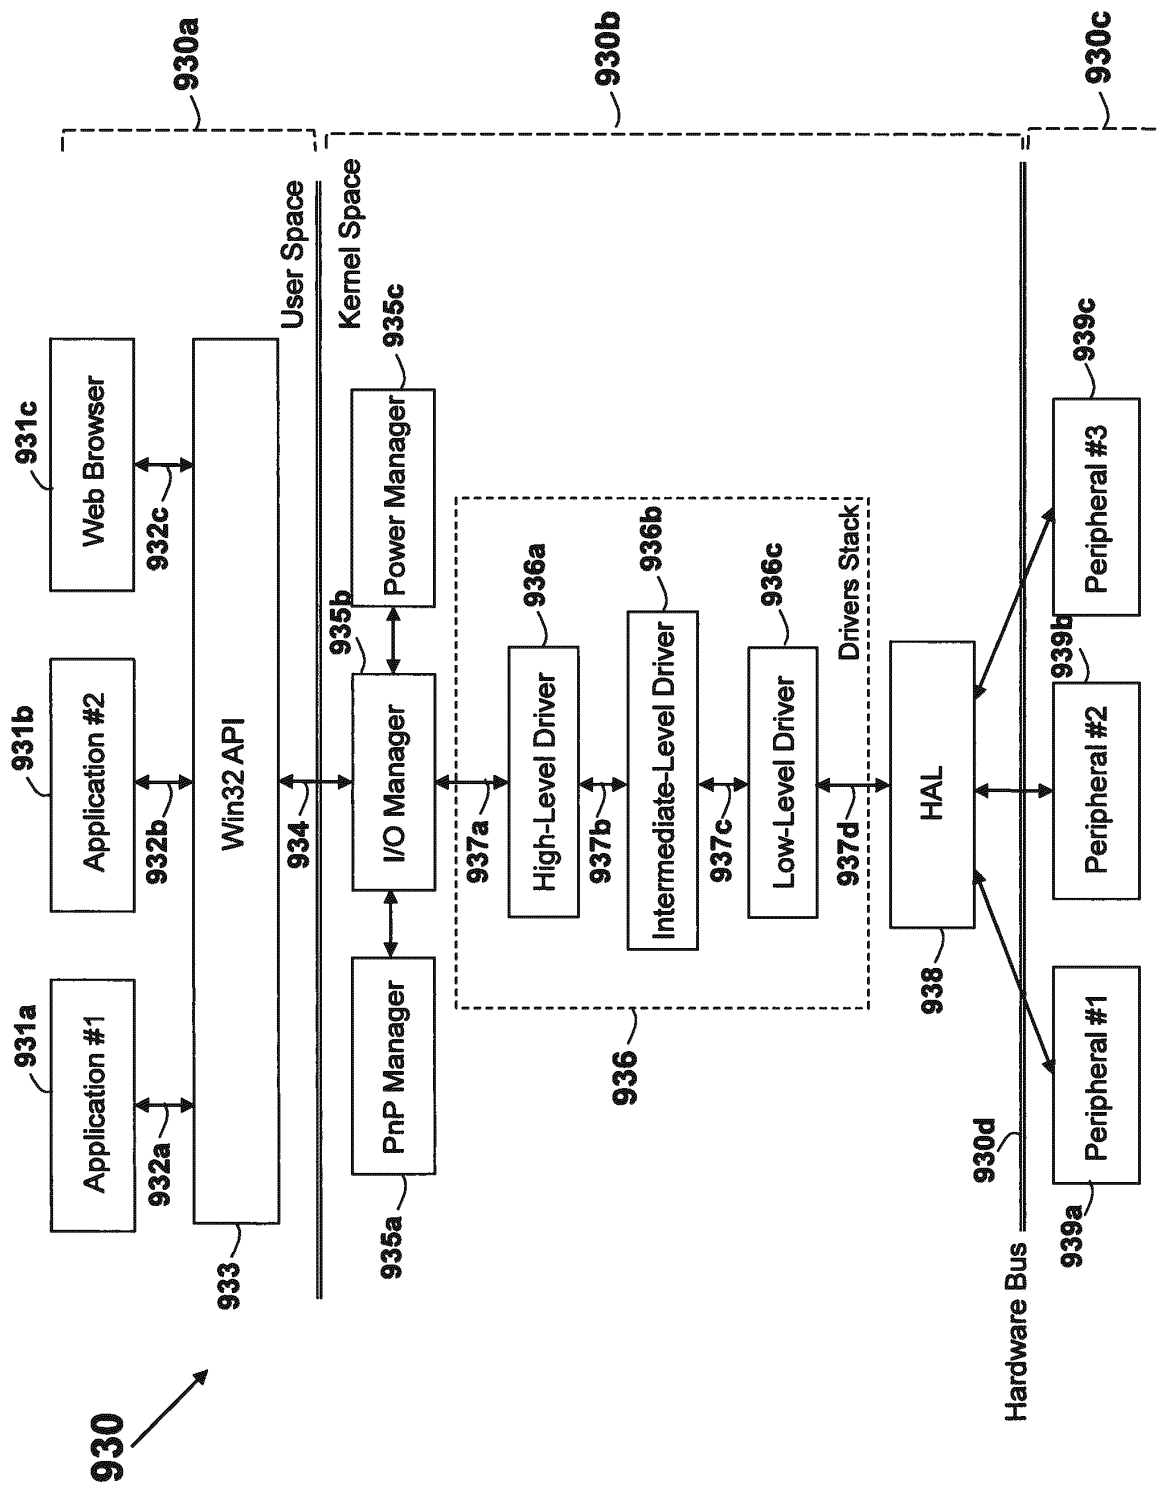 930
930a
931a
931b
931c
Application #1
Application #2
Web Browser
932a
932b
932c
933
Win32 API
User Space
934
Kernel Space
930b
935b
935c
PnP Manager
I/O Manager
Power Manager
935a
937a
936a
High-Level Driver
937b
936b
Intermediate-Level Driver
936
937c
936c
Low-Level Driver
937d
Drivers Stack
HAL
938
930d
Hardware Bus
930c
939b
939c
Peripheral #1
Peripheral #2
Peripheral #3
939a